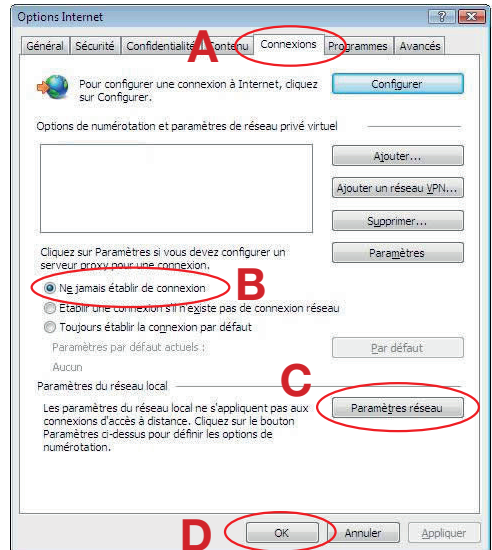 Options Internet
Général Sécurité Confidentialité Contenu Connexions Programmes Avancés
A
Pour configurer une connexion à Internet, cliquez
sur Configurer.
Configurer
Options de numérotation et paramètres de réseau privé virtuel
Ajouter...
Ajouter un réseau VPN...
Supprimer...
Cliquez sur Paramètres si vous devez configurer un
serveur proxy pour une connexion.
Paramètres
Ne jamais établir de connexion
B
Établir une connexion s'il n'existe pas de connexion réseau
Toujours établir la connexion par défaut
Paramètres par défaut actuels :
Par défaut
Aucun
C
Paramètres du réseau local
Les paramètres du réseau local ne s'appliquent pas aux
connexions d'accès à distance. Cliquez sur le bouton
Paramètres ci-dessus pour définir les options de
numérotation.
Paramètres réseau
D
OK Annuler Appliquer